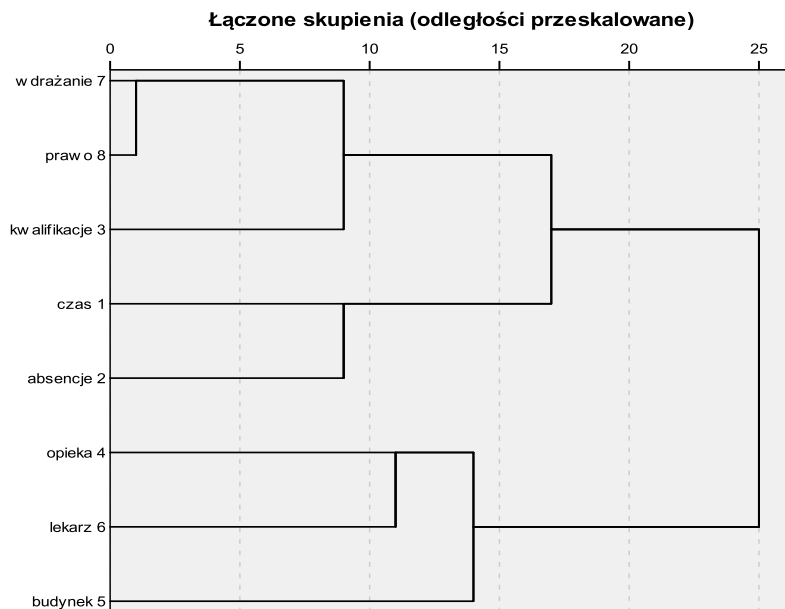 Łączone skupienia (odległości przeskalowane)
0 5 10 15 20 25
w drażanie 7
praw o 8
kw alifikacje 3
czas 1
absencje 2
opieka 4
lekarz 6
budynek 5